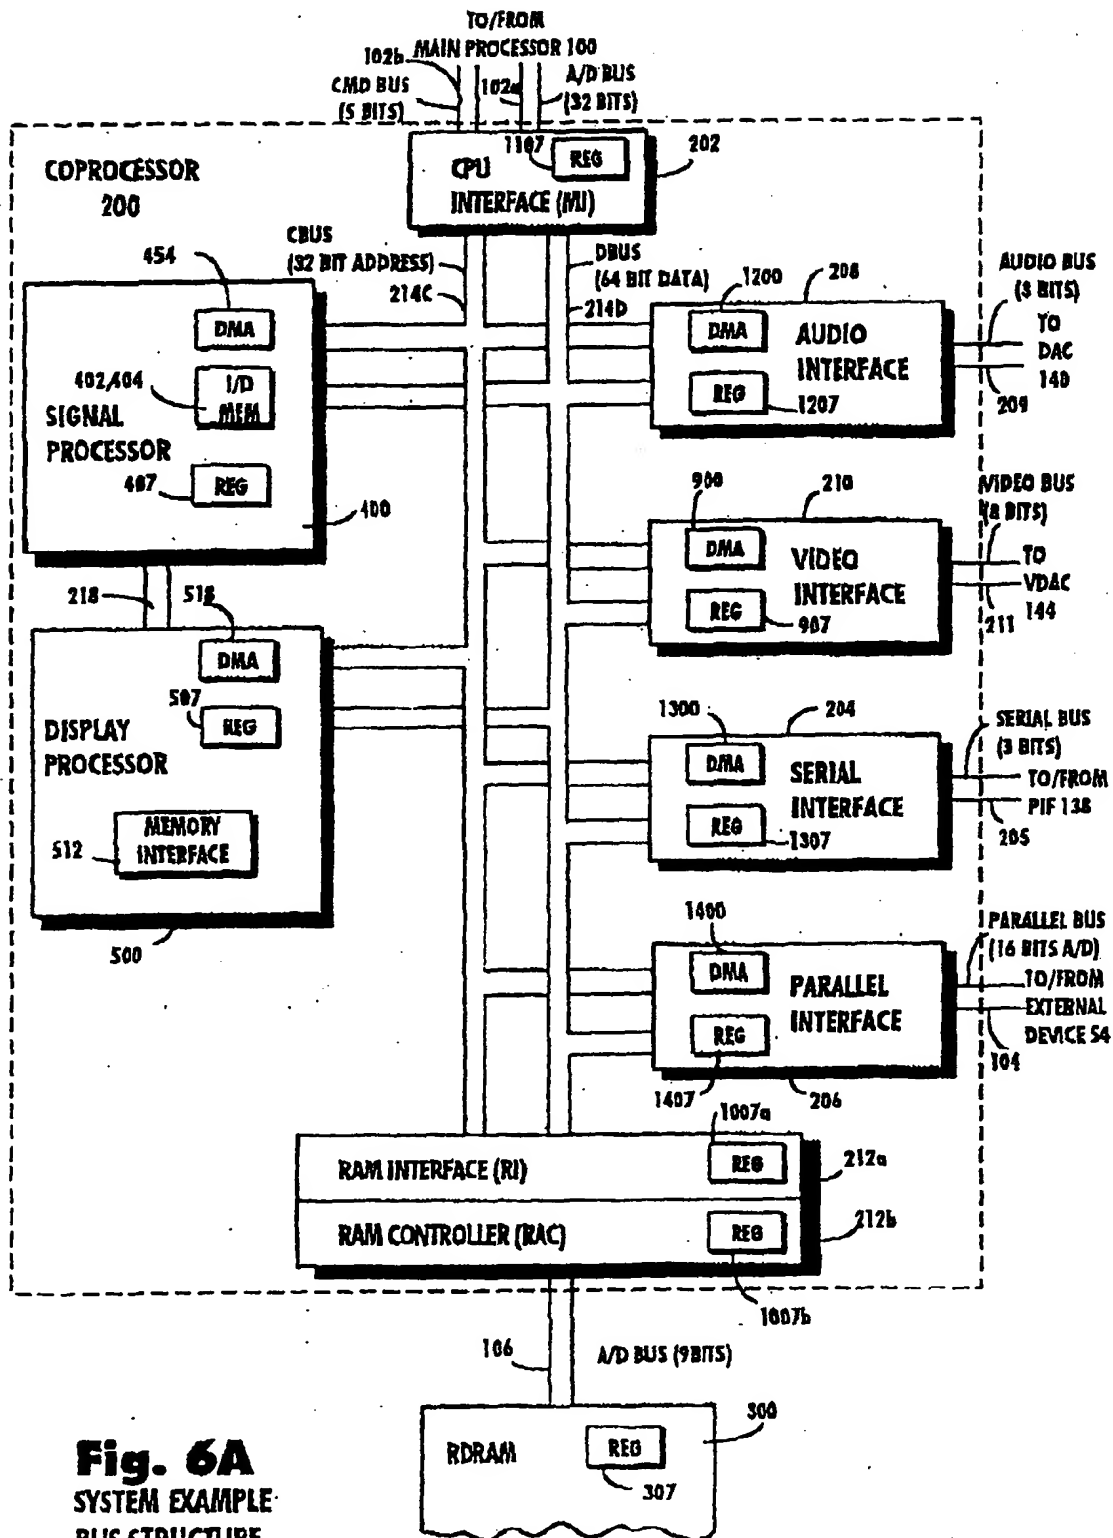 TO/FROM
MAIN PROCESSOR 100
102b
CMD BUS
(5 BITS)
102a
A/D BUS
(32 BITS)
COPROCESSOR
200
1107
REG
CPU
INTERFACE (MI)
202
CBUS
(32 BIT ADDRESS)
214C
DBUS
(64 BIT DATA)
214D
454
DMA
402,404
I/D
MEM
SIGNAL
PROCESSOR
407
REG
400
1200
208
DMA
AUDIO
INTERFACE
REG
1207
AUDIO BUS
(3 BITS)
TO
DAC
140
209
218
518
DMA
507
REG
DISPLAY
PROCESSOR
MEMORY
INTERFACE
512
500
900
210
DMA
VIDEO
INTERFACE
REG
907
VIDEO BUS
(8 BITS)
TO
VDAC
144
211
1300
204
DMA
SERIAL
INTERFACE
REG
1307
SERIAL BUS
(3 BITS)
TO/FROM
PIF 138
205
1400
DMA
PARALLEL
INTERFACE
REG
1407
206
PARALLEL BUS
(16 BITS A/D)
TO/FROM
EXTERNAL
DEVICE 54
104
1007a
RAM INTERFACE (RI)
REG
212a
RAM CONTROLLER (RAC)
REG
212b
1007b
106
A/D BUS (9BITS)
300
RDRAM
REG
307
Fig. 6A
SYSTEM EXAMPLE
BUS STRUCTURE